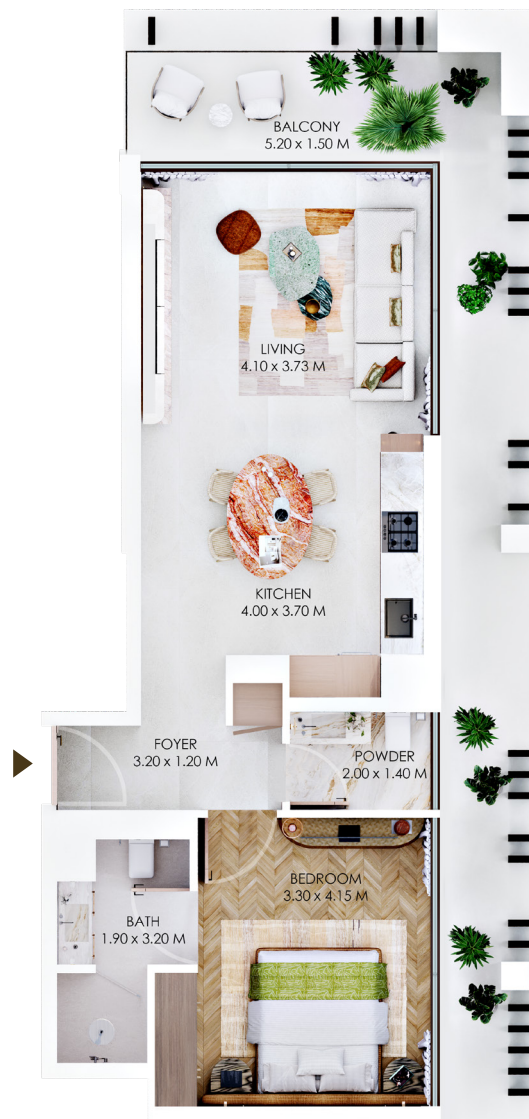 BALCONY
5.20 x 1.50 M
LIVING
4.10 x 3.73 M
KITCHEN
4.00 x 3.70 M
FOYER
3.20 x 1.20 M
POWDER
2.00 x 1.40 M
BEDROOM
3.30 x 4.15 M
BATH
1.90 x 3.20 M